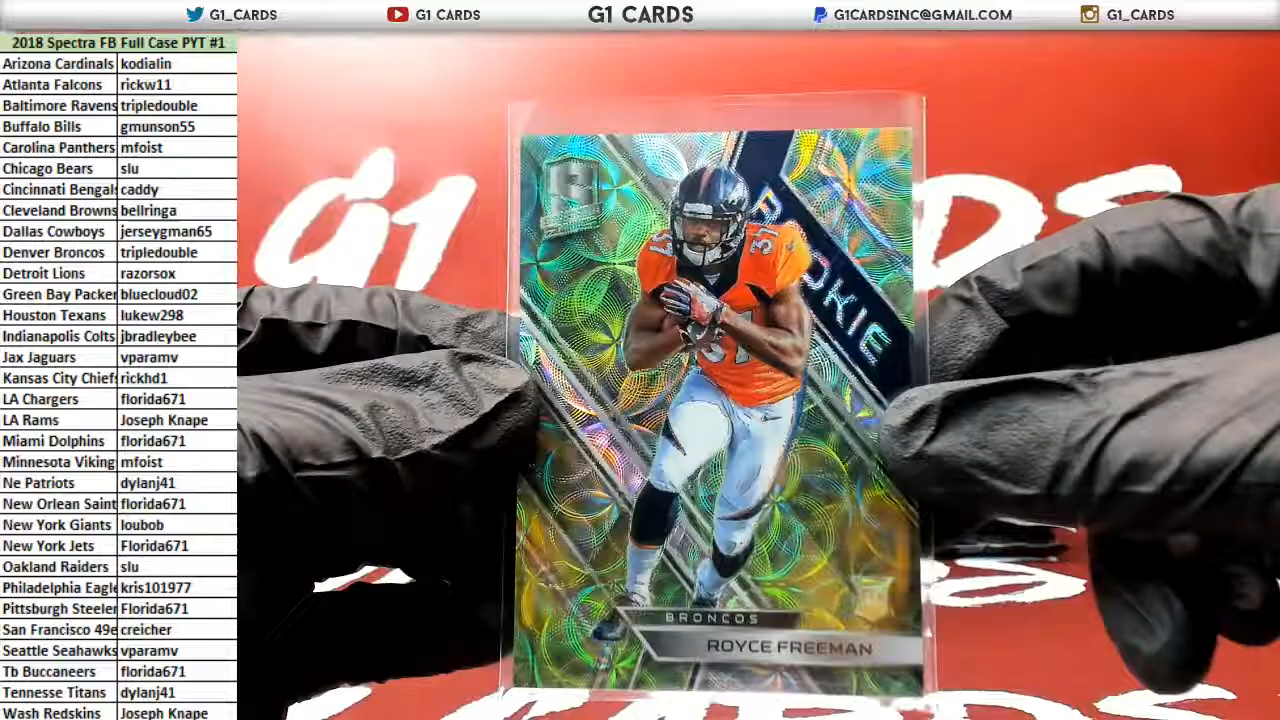 G1_CARDS
G1 CARDS
G1 CARDS
G1CARDSINC@GMAIL.COM
G1_CARDS
2018 Spectra FB Full Case PYT #1
Arizona Cardinals kodialin
Atlanta Falcons rickw11
Baltimore Ravens tripledouble
Buffalo Bills gmunson55
Carolina Panthers mfoist
Chicago Bears slu
Cincinnati Bengals caddy
Cleveland Browns bellringa
Dallas Cowboys jerseygman65
Denver Broncos tripledouble
Detroit Lions razorsox
Green Bay Packer bluecloud02
Houston Texans lukew298
Indianapolis Colts jbradleybee
Jax Jaguars vparamv
Kansas City Chiefs rickhd1
LA Chargers florida671
LA Rams Joseph Knape
Miami Dolphins florida671
Minnesota Viking mfoist
Ne Patriots dylanj41
New Orlean Saint florida671
New York Giants loubob
New York Jets Florida671
Oakland Raiders slu
Philadelphia Eagle kris101977
Pittsburgh Steeler Florida671
San Francisco 49e creicher
Seattle Seahawks vparamv
Tb Buccaneers florida671
Tennesse Titans dylanj41
Wash Redskins Joseph Knape
G1
RDS
ROOKIE
37
37
BRONCOS
ROYCE FREEMAN